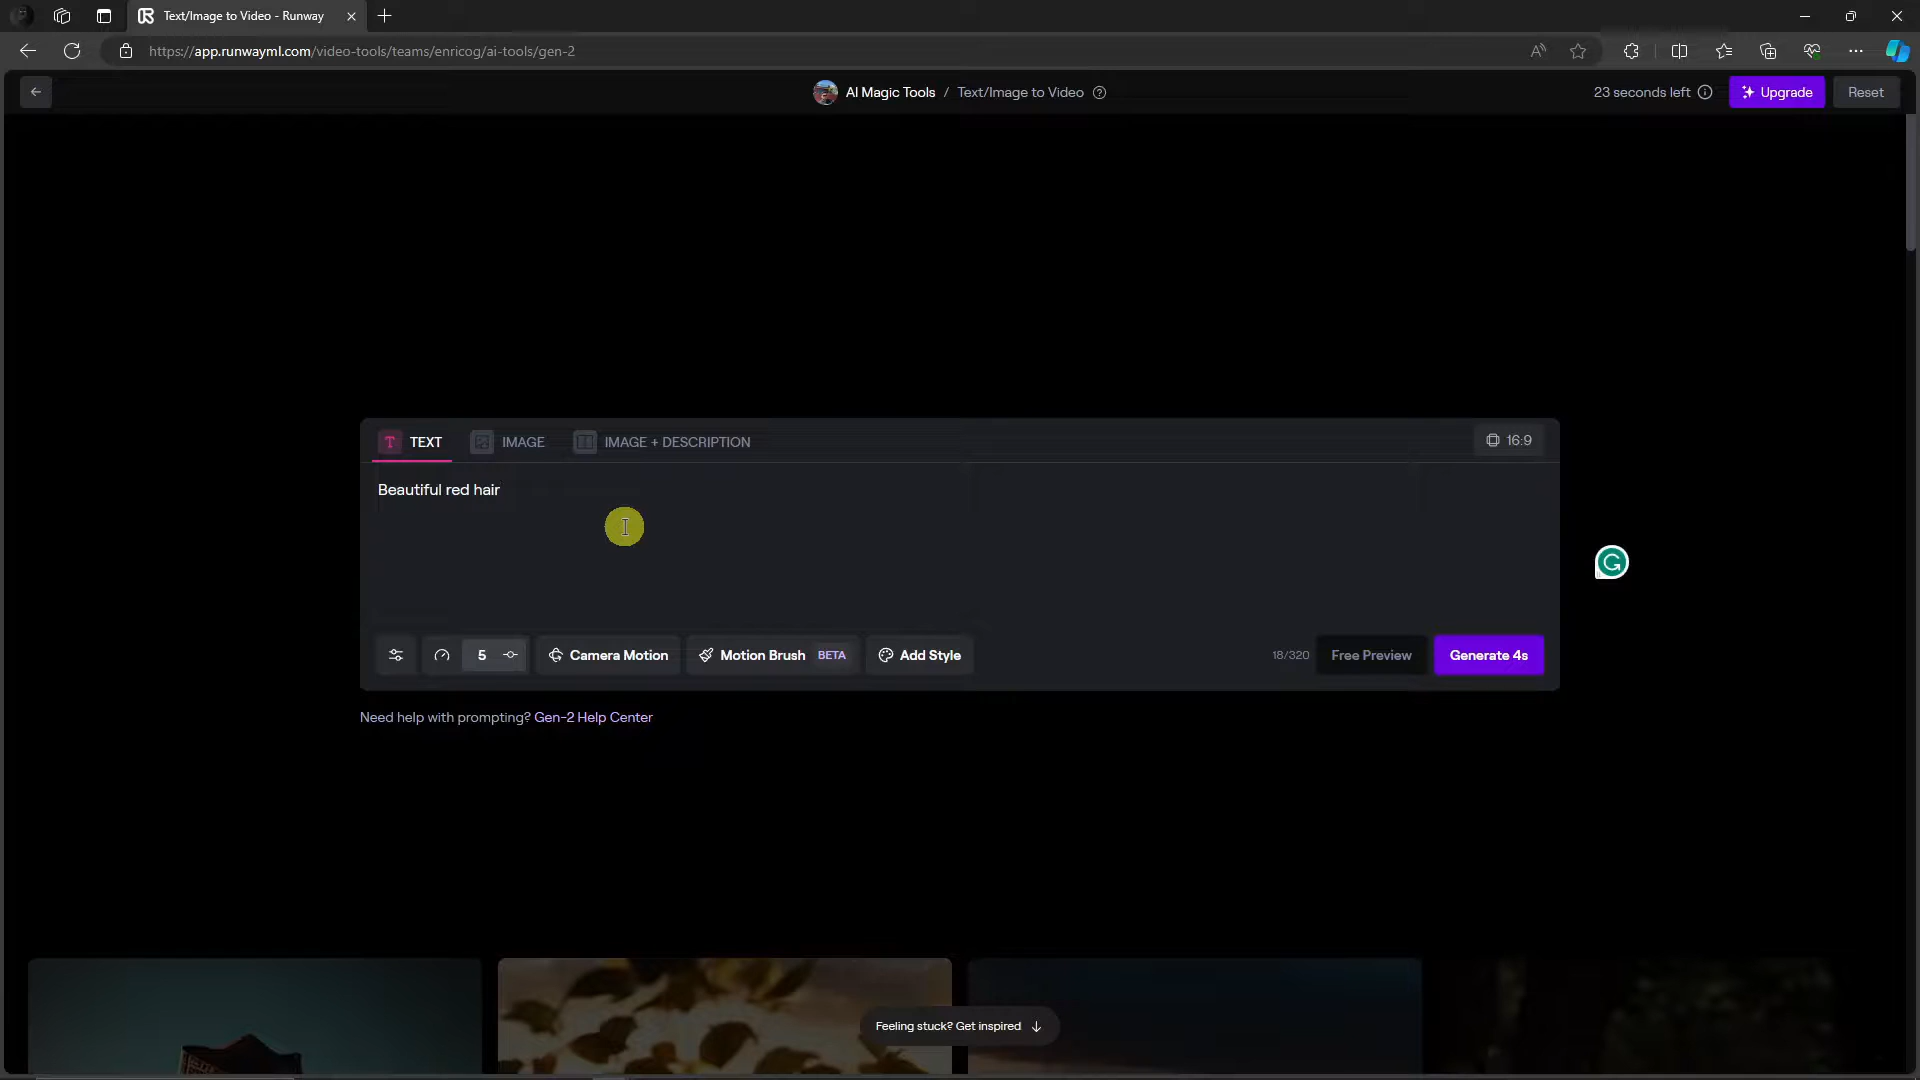 Text/Image to Video - Runway
https://app.runwayml.com/video-tools/teams/enricog/ai-tools/gen-2
AI Magic Tools / Text/Image to Video
23 seconds left
Upgrade
Reset
TEXT
IMAGE
IMAGE + DESCRIPTION
16:9
Beautiful red hair
5
Camera Motion
Motion Brush BETA
Add Style
18/320
Free Preview
Generate 4s
Need help with prompting? Gen-2 Help Center
Feeling stuck? Get inspired